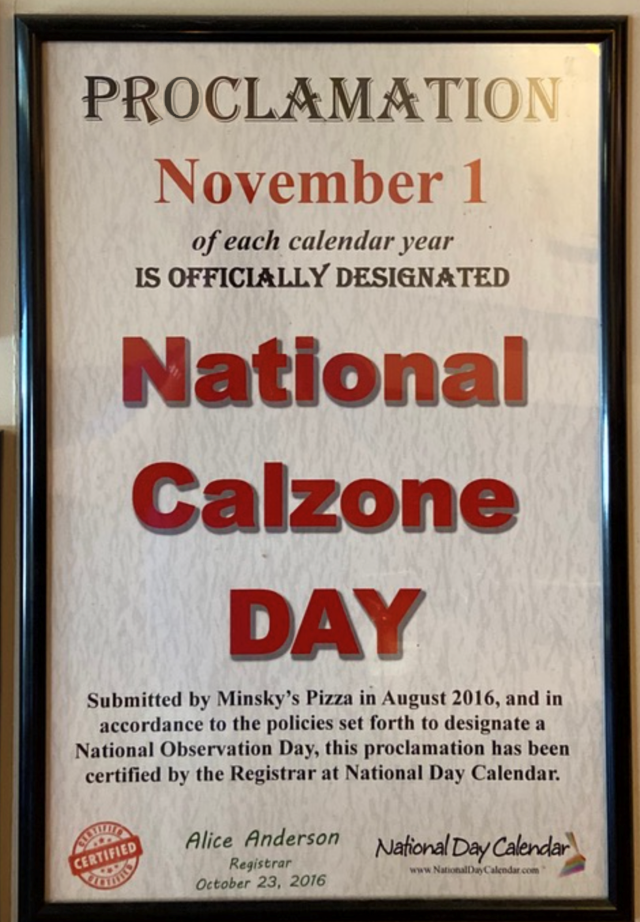 PROCLAMATION
November 1
of each calendar year
IS OFFICIALLY DESIGNATED
National
Calzone
DAY
Submitted by Minsky's Pizza in August 2016, and in
accordance to the policies set forth to designate a
National Observation Day, this proclamation has been
certified by the Registrar at National Day Calendar.
CERTIFIED
CERTIFIED
CERTIFIED
Alice Anderson
Registrar
October 23, 2016
National Day Calendar
www.NationalDayCalendar.com